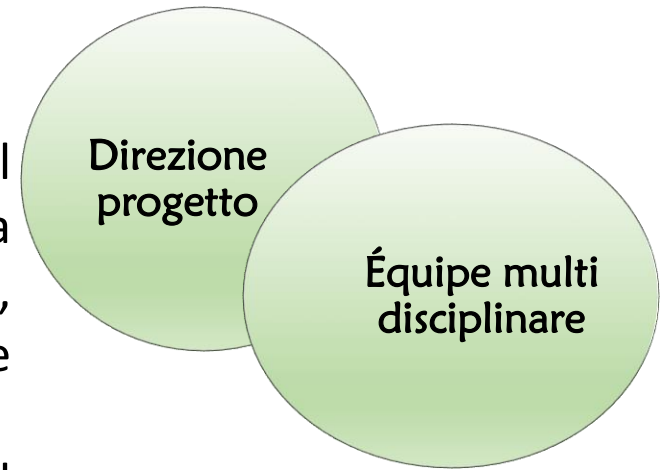 Direzione
progetto
Équipe multi
disciplinare
l
a
,
e